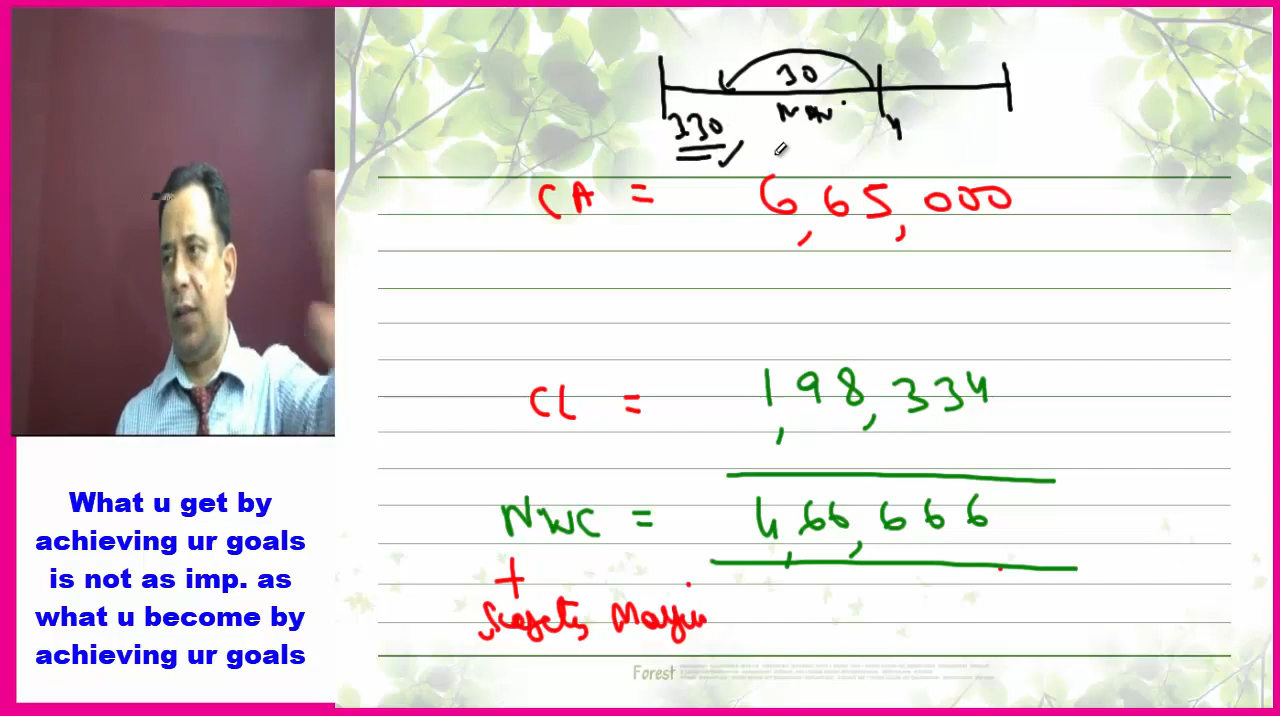 30
330
CA = 6,65,000
CL = 1,98,334
NWC = 4,66,666
+
Safety Margin
What u get by
achieving ur goals
is not as imp. as
what u become by
achieving ur goals
Forest